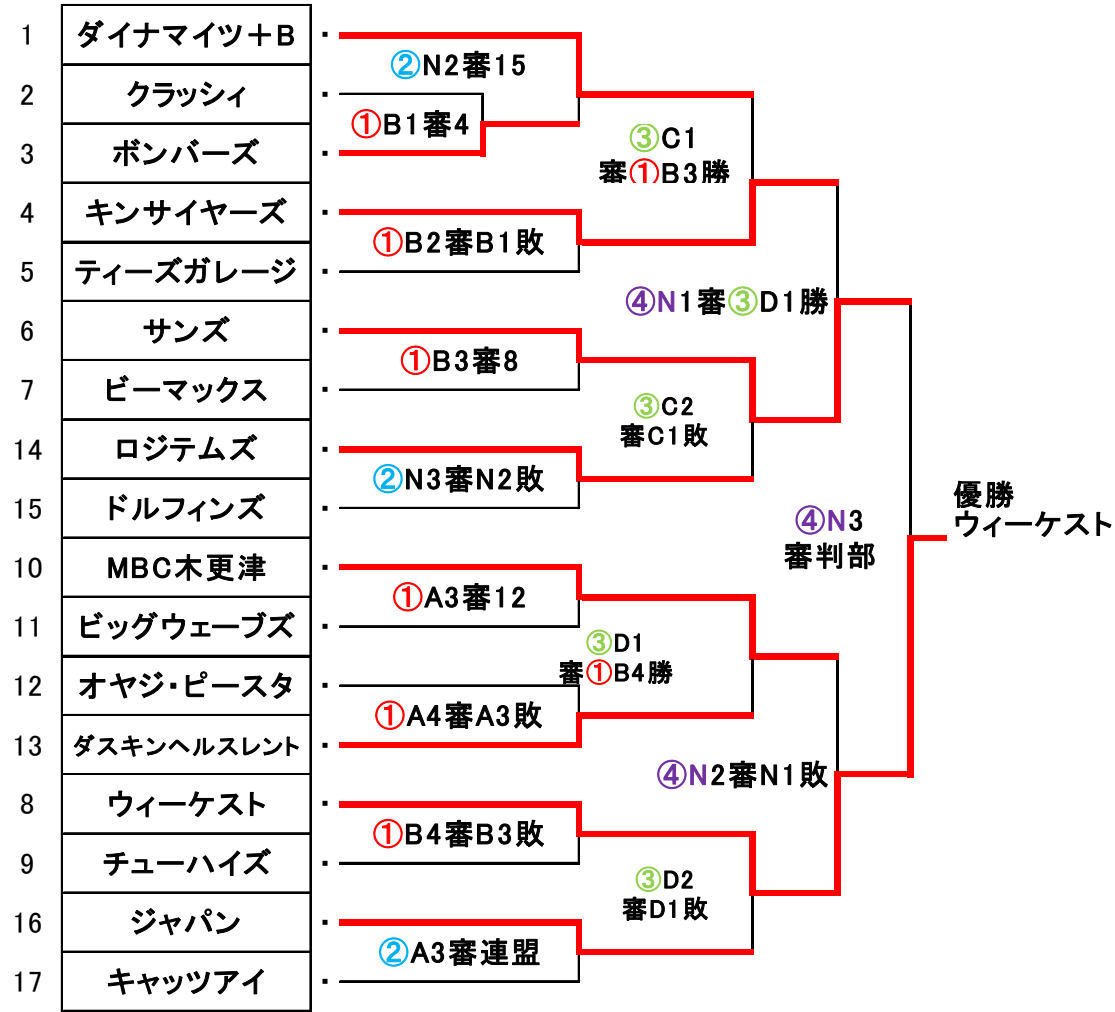 1 ダイナマイツ+B
②N2審15
2 クラッシィ
①B1審4
3 ボンバーズ
③C1
審①B3勝
4 キンサイヤーズ
①B2審B1敗
5 ティーズガレージ
④N1審③D1勝
6 サンズ
①B3審8
7 ビーマックス
③C2
審C1敗
14 ロジテムズ
②N3審N2敗
15 ドルフィンズ
優勝
ウィーケスト
④N3
審判部
10 MBC木更津
①A3審12
11 ビッグウェーブズ
③D1
審①B4勝
12 オヤジ・ピースタ
①A4審A3敗
13 ダスキンヘルスレント
④N2審N1敗
8 ウィーケスト
①B4審B3敗
9 チューハイズ
③D2
審D1敗
16 ジャパン
②A3審連盟
17 キャッツアイ